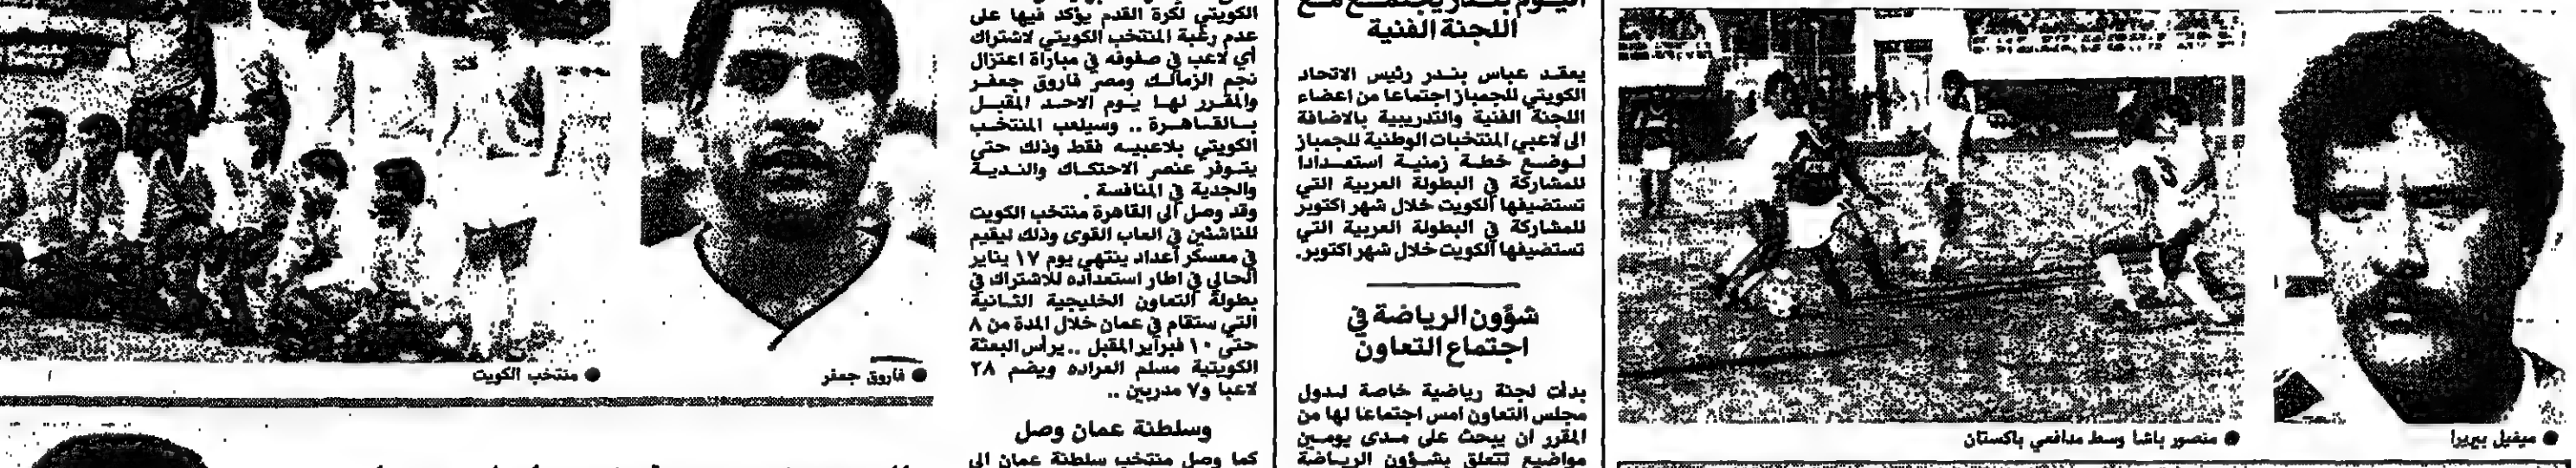 ● ميغيل بيريرا
● منصور باشا وسط مدافعي باكستان
اللجنة الفنية
يعقد عباس بندر رئيس الاتحاد
الكويتي للجمباز اجتماعا من اعضاء
اللجنة الفنية والتدريبية بالاضافة
الى لاعبي المنتخبات الوطنية للجمباز
لوضع خطة زمنية استعدادا
للمشاركة في البطولة العربية التي
تستضيفها الكويت خلال شهر اكتوبر
للمشاركة في البطولة العربية التي
تستضيفها الكويت خلال شهر اكتوبر.
شؤون الرياضة في
اجتماع التعاون
بدأت لجنة رياضية خاصة لدول
مجلس التعاون امس اجتماعا لها من
المقرر ان يبحث على مدى يومين
مواضيع تتعلق بشؤون الرياضة
الكويتي لكرة القدم يؤكد فيها على
عدم رغبة المنتخب الكويتي لاشتراك
أي لاعب في صفوفه في مباراة اعتزال
نجم الزمالك ومصر فاروق جعفر
والمقرر لها يوم الاحد المقبل
بالقاهرة .. وسيلعب المنتخب
الكويتي بلاعبيه فقط وذلك حتى
يتوفر عنصر الاحتكاك والندية
والجدية في المنافسة .
وقد وصل الى القاهرة منتخب الكويت
للناشئين في العاب القوى وذلك ليقيم
في معسكر اعداد ينتهي يوم ١٧ يناير
الحالي في اطار استعداده للاشتراك في
بطولة التعاون الخليجية الثانية
التي ستقام في عمان خلال المدة من ٨
حتى ١٠ فبراير المقبل .. يرأس البعثة
الكويتية مسلم العراده ويضم ٢٨
لاعبا و٧ مدربين ..
وسلطنة عمان وصل
كما وصل منتخب سلطنة عمان الى
● فاروق جعفر
● منتخب الكويت